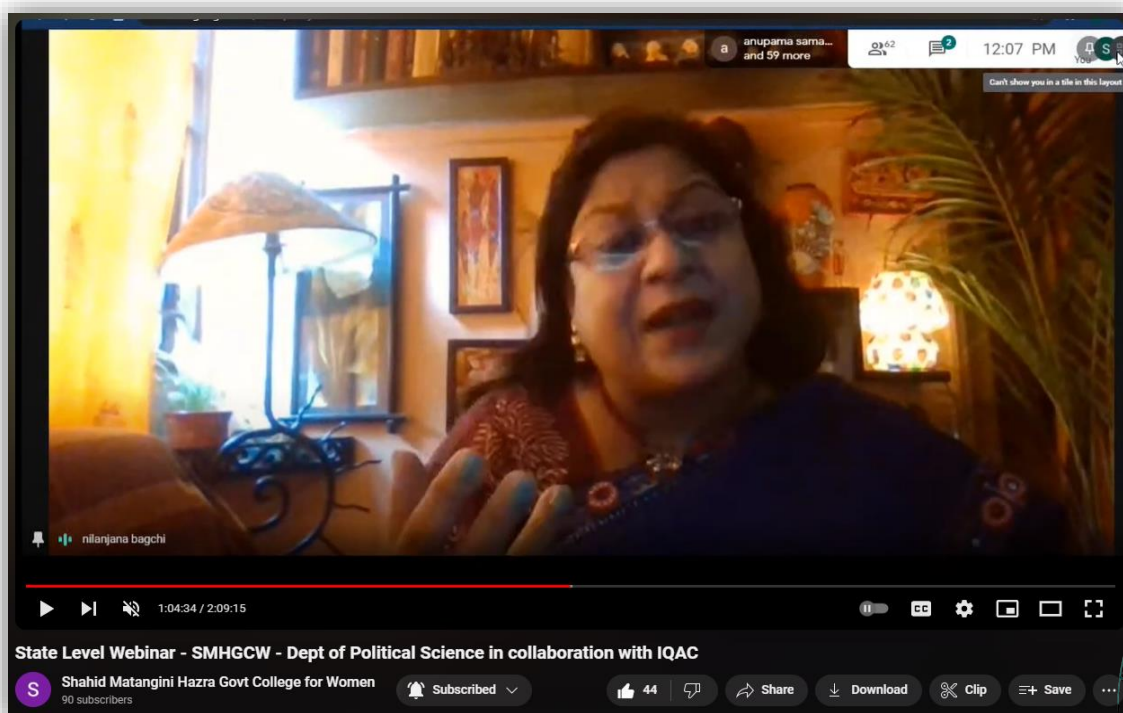 a
anupama sama...
and 59 more
62
2
12:07 PM
S
You
Can't show you in a tile in this layout
nilanjana bagchi
1:04:34 / 2:09:15
CC
State Level Webinar - SMHGCW - Dept of Political Science in collaboration with IQAC
S
Shahid Matangini Hazra Govt College for Women
90 subscribers
Subscribed
44
Share
Download
Clip
Save